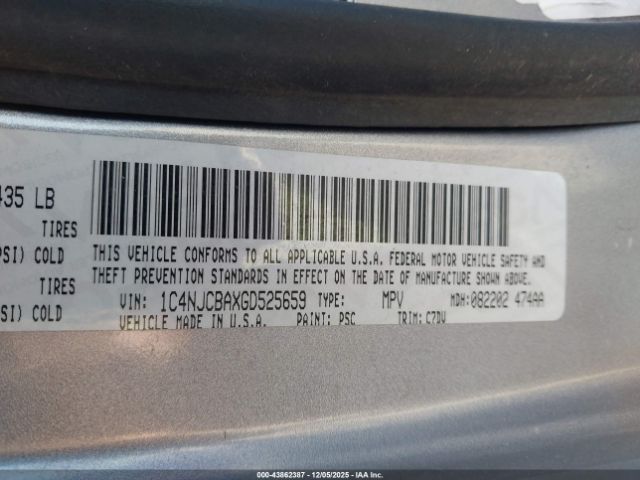 435 LB
TIRES
PSI) COLD
TIRES
PSI) COLD
THIS VEHICLE CONFORMS TO ALL APPLICABLE U.S.A. FEDERAL MOTOR VEHICLE SAFETY AND
THEFT PREVENTION STANDARDS IN EFFECT ON THE DATE OF MANUFACTURE SHOWN ABOVE.
VIN: 1C4NJCBAXGD525659 TYPE: MPV MDH:082202 474AA
VEHICLE MADE IN U.S.A. PAINT: PSC TRIM: C7DV
000-43862387 | 12/05/2025 - IAA Inc.